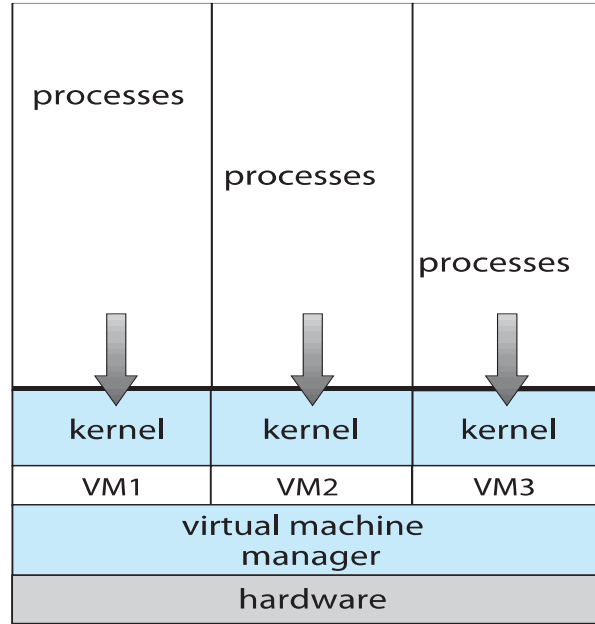 processes
processes
processes
kernel
kernel
kernel
VM1
VM2
VM3
virtual machine
manager
hardware